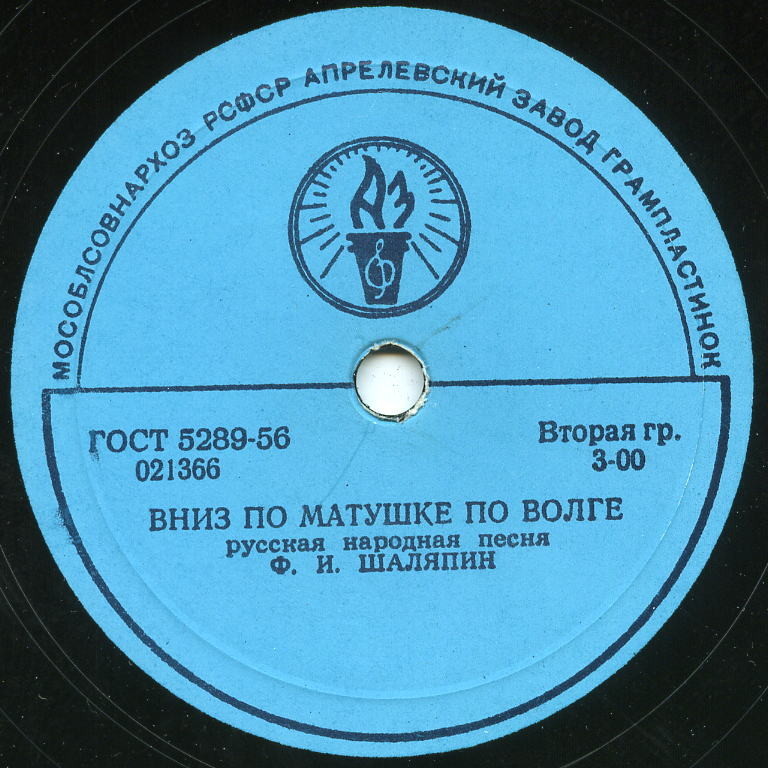 МОСОБЛСОВНАРХОЗ РСФСР АПРЕЛЕВСКИЙ ЗАВОД ГРАМПЛАСТИНОК
АЗ
ГОСТ 5289-56
Вторая гр.
021366
3-00
ВНИЗ ПО МАТУШКЕ ПО ВОЛГЕ
русская народная песня
Ф. И. ШАЛЯПИН